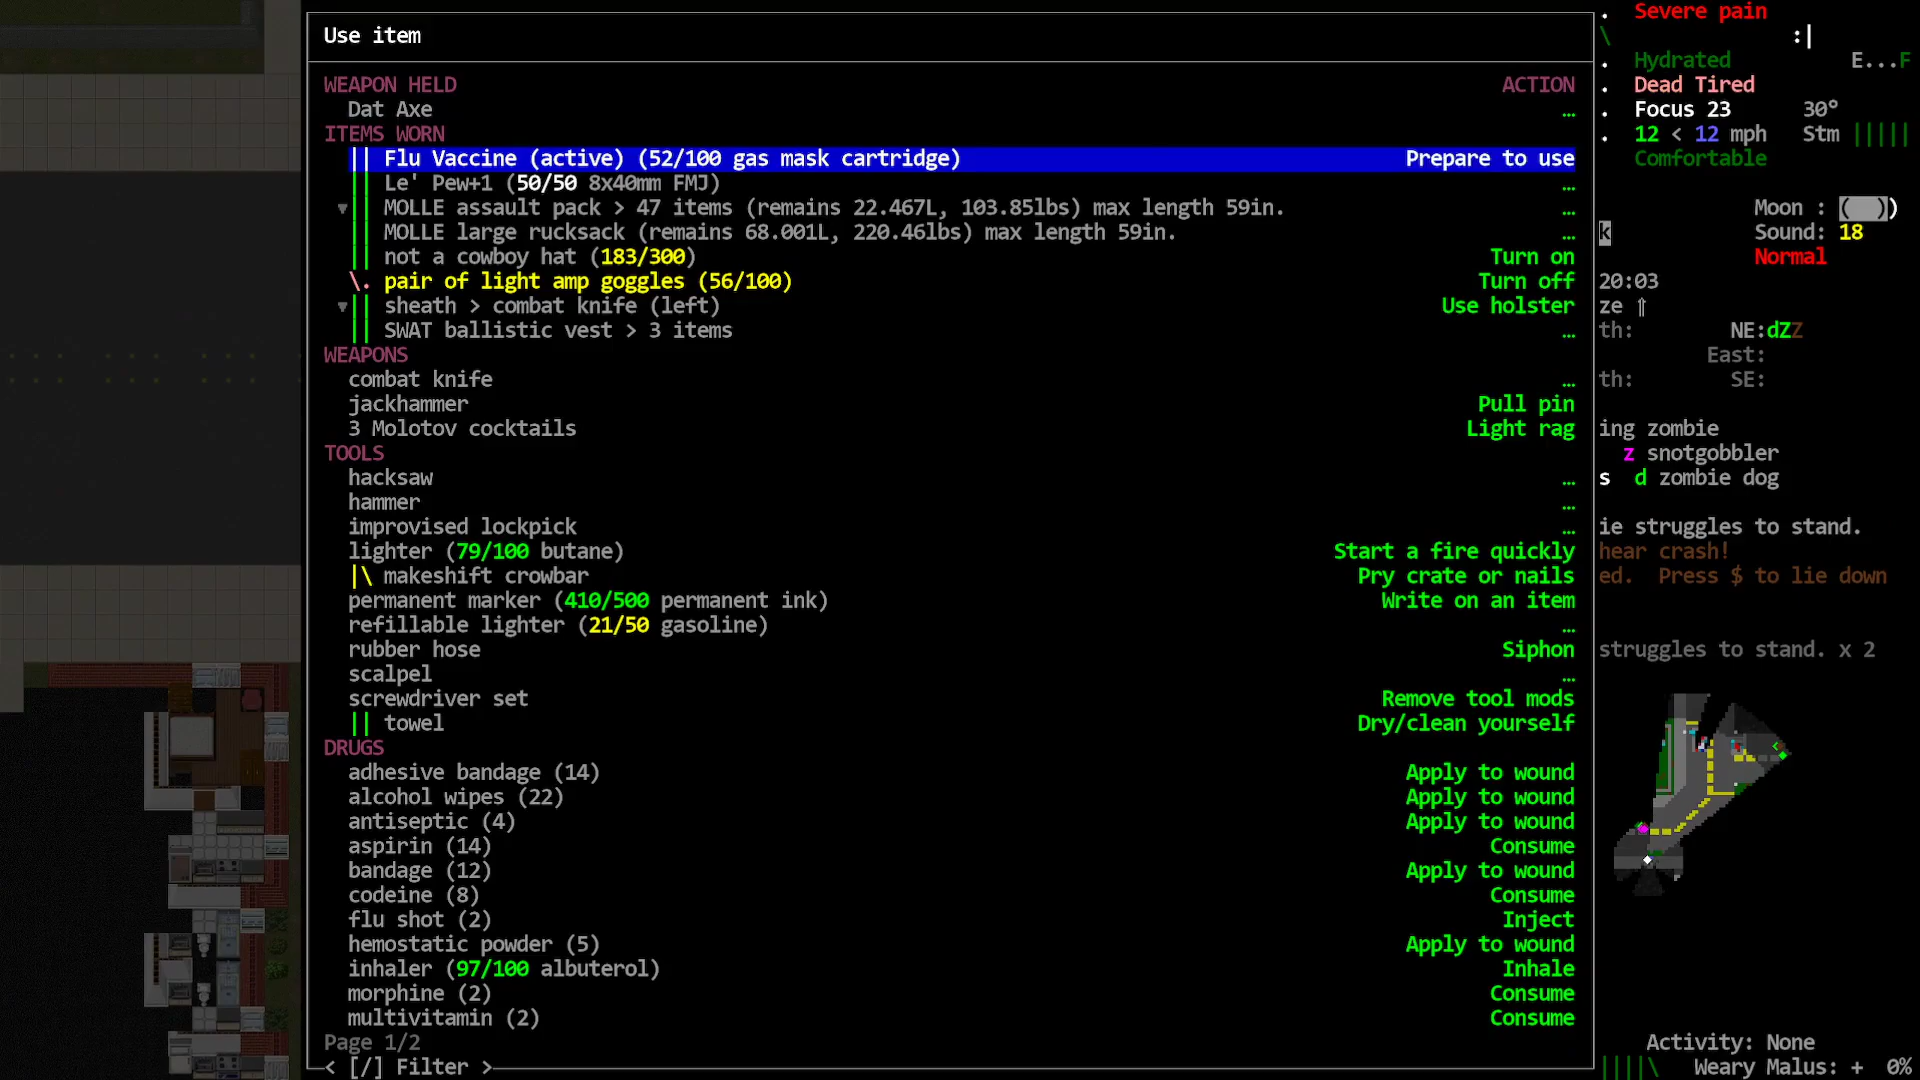 Use item
WEAPON HELD ACTION
Dat Axe …
ITEMS WORN
|| Flu Vaccine (active) (52/100 gas mask cartridge) Prepare to use
|| Le' Pew+1 (50/50 8x40mm FMJ) …
▼|| MOLLE assault pack > 47 items (remains 22.467L, 103.85lbs) max length 59in. …
|| MOLLE large rucksack (remains 68.001L, 220.46lbs) max length 59in. …
|| not a cowboy hat (183/300) Turn on
\. pair of light amp goggles (56/100) Turn off
▼|| sheath > combat knife (left) Use holster
|| SWAT ballistic vest > 3 items …
WEAPONS
combat knife …
jackhammer Pull pin
3 Molotov cocktails Light rag
TOOLS
hacksaw …
hammer …
improvised lockpick …
lighter (79/100 butane) Start a fire quickly
|\ makeshift crowbar Pry crate or nails
permanent marker (410/500 permanent ink) Write on an item
refillable lighter (21/50 gasoline) …
rubber hose Siphon
scalpel …
screwdriver set Remove tool mods
|| towel Dry/clean yourself
DRUGS
adhesive bandage (14) Apply to wound
alcohol wipes (22) Apply to wound
antiseptic (4) Apply to wound
aspirin (14) Consume
bandage (12) Apply to wound
codeine (8) Consume
flu shot (2) Inject
hemostatic powder (5) Apply to wound
inhaler (97/100 albuterol) Inhale
morphine (2) Consume
multivitamin (2) Consume
Page 1/2
< [/] Filter >
. Severe pain
\ :|
. Hydrated E...F
. Dead Tired
. Focus 23 30°
. 12 < 12 mph Stm |||||
Comfortable
Moon : (   ))
k Sound: 18
Normal
20:03
ze ⇑
th: NE:dZZ
East:
th: SE:
ing zombie
z snotgobbler
s d zombie dog
ie struggles to stand.
hear crash!
ed.  Press $ to lie down
struggles to stand. x 2
Activity: None
||||\ Weary Malus: + 0%